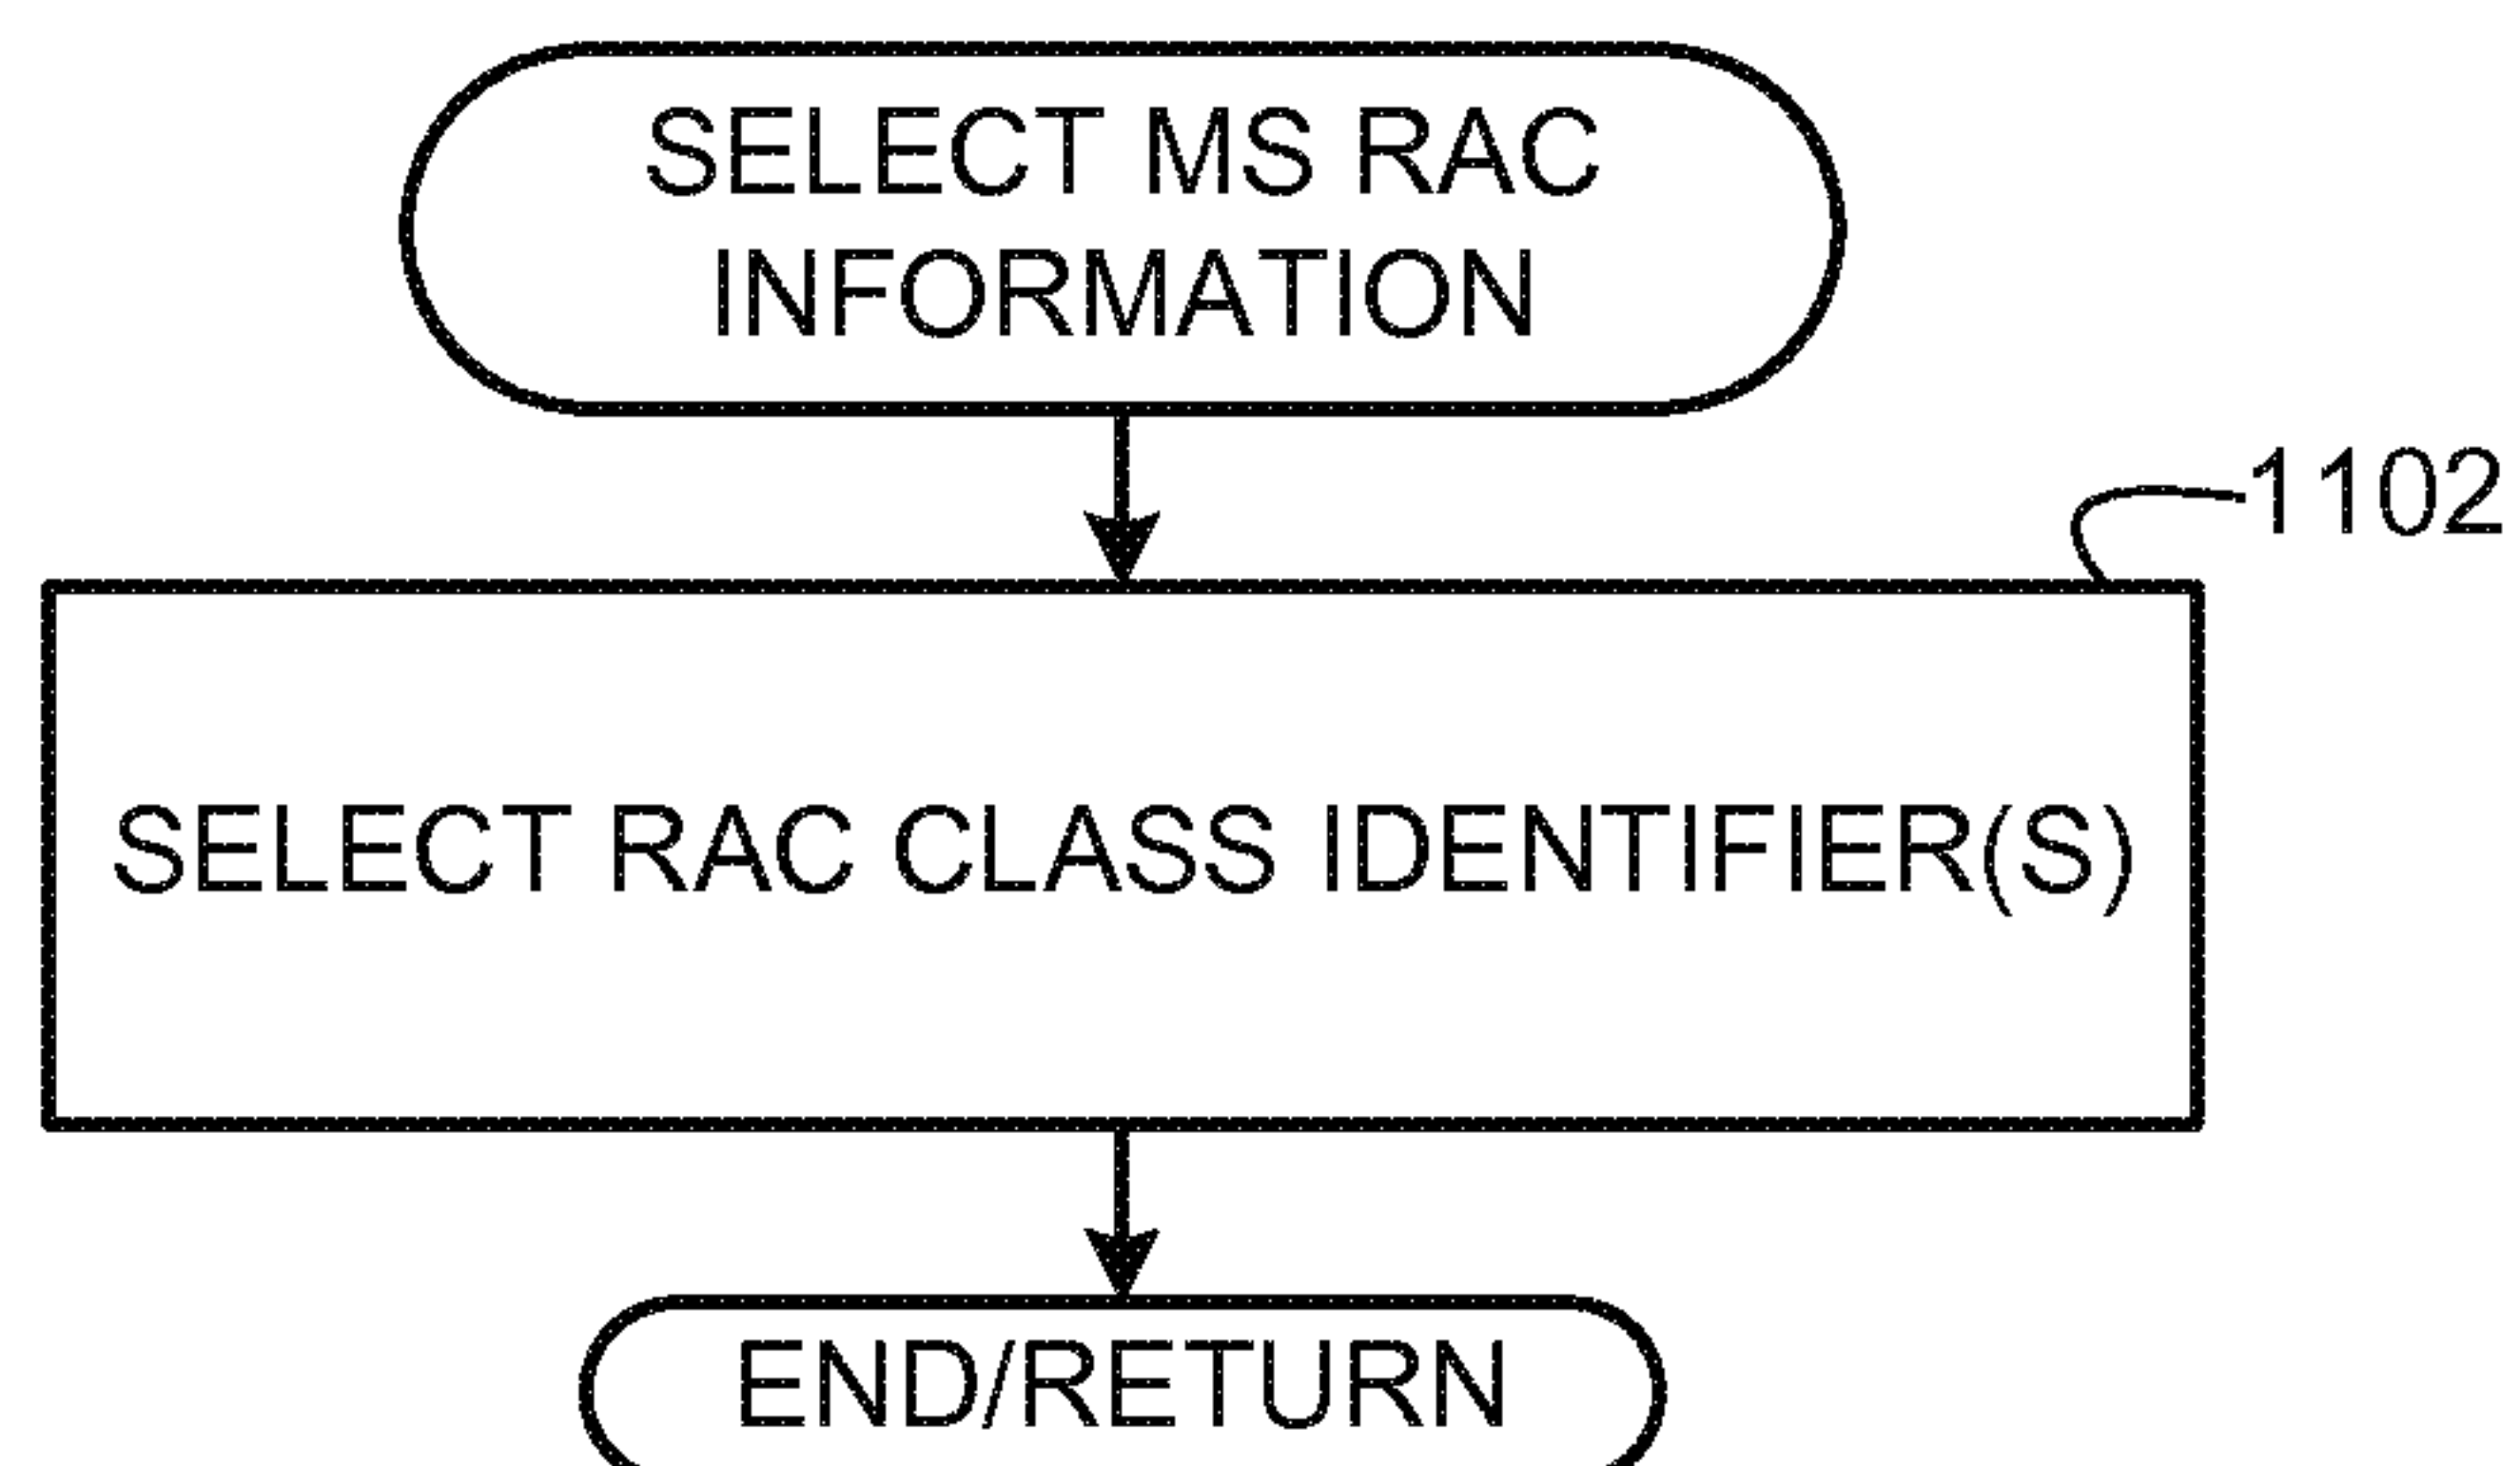 SELECT MS RAC
INFORMATION
1102
SELECT RAC CLASS IDENTIFIER(S)
END/RETURN